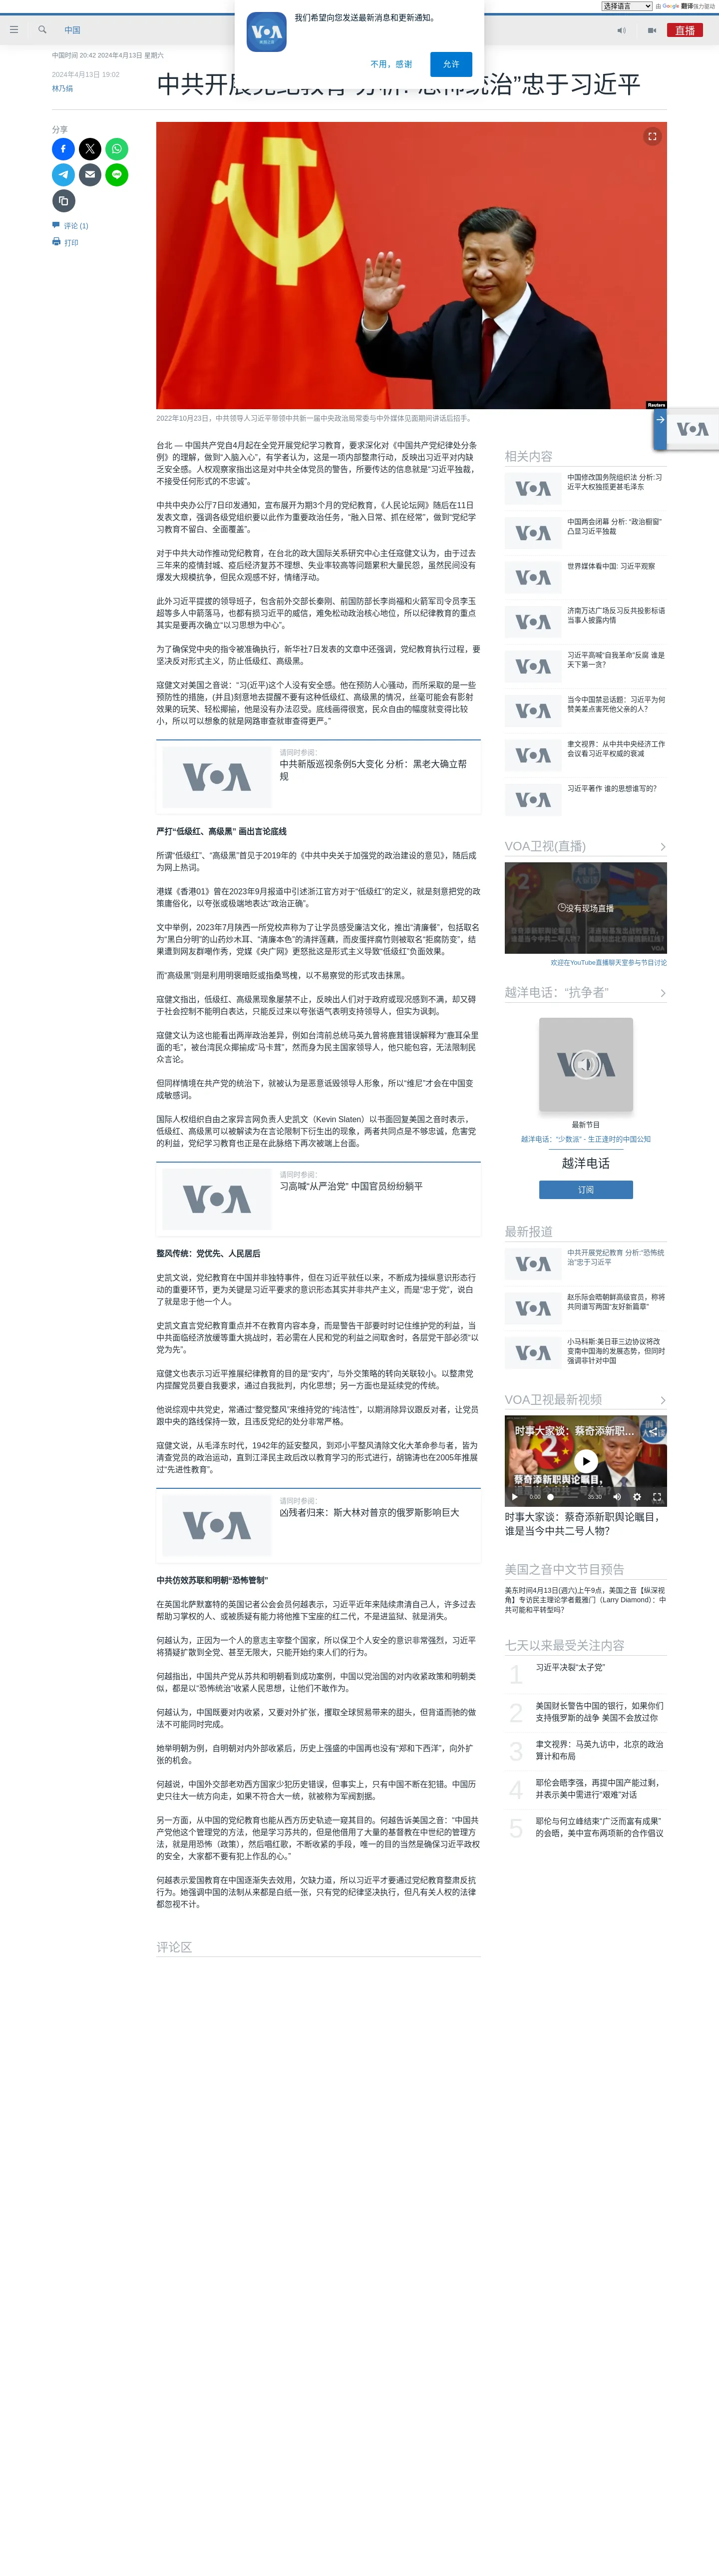 选择语言
由 Google 翻译强力驱动
中国
直播
VOA
美国之音
我们希望向您发送最新消息和更新通知。
不用，感谢
允许
中国时间 20:42 2024年4月13日 星期六
2024年4月13日 19:02
林乃绢
中共开展党纪教育 分析:“恐怖统治”忠于习近平
分享
评论 (1)
打印
Reuters
2022年10月23日，中共领导人习近平带领中共新一届中央政治局常委与中外媒体见面期间讲话后招手。
台北 — 中国共产党自4月起在全党开展党纪学习教育，要求深化对《中国共产党纪律处分条
例》的理解，做到“入脑入心”，有学者认为，这是一项内部整肃行动，反映出习近平对内缺
乏安全感。人权观察家指出这是对中共全体党员的警告，所要传达的信息就是“习近平独裁，
不接受任何形式的不忠诚”。
中共中央办公厅7日印发通知，宣布展开为期3个月的党纪教育，《人民论坛网》随后在11日
发表文章，强调各级党组织要以此作为重要政治任务，“融入日常、抓在经常”，做到“党纪学
习教育不留白、全面覆盖”。
对于中共大动作推动党纪教育，在台北的政大国际关系研究中心主任寇健文认为，由于过去
三年来的疫情封城、疫后经济复苏不理想、失业率较高等问题累积大量民怨，虽然民间没有
爆发大规模抗争，但民众观感不好，情绪浮动。
此外习近平提拔的领导班子，包含前外交部长秦刚、前国防部长李尚福和火箭军司令员李玉
超等多人中箭落马，也都有损习近平的威信，难免松动政治核心地位，所以纪律教育的重点
其实是要再次确立“以习思想为中心”。
为了确保党中央的指令被准确执行，新华社7日发表的文章中还强调，党纪教育执行过程，要
坚决反对形式主义，防止低级红、高级黑。
寇健文对美国之音说：“习(近平)这个人没有安全感。他在预防人心骚动，而所采取的是一些
预防性的措施，(并且)刻意地去提醒不要有这种低级红、高级黑的情况，丝毫可能会有影射
效果的玩笑、轻松揶揄，他是没有办法忍受。底线画得很宽，民众自由的幅度就变得比较
小，所以可以想象的就是网路审查就审查得更严。”
VOA
请同时参阅:
中共新版巡视条例5大变化 分析：黑老大确立帮
规
严打“低级红、高级黑” 画出言论底线
所谓“低级红”、“高级黑”首见于2019年的《中共中央关于加强党的政治建设的意见》，随后成
为网上热词。
港媒《香港01》曾在2023年9月报道中引述浙江官方对于“低级红”的定义，就是刻意把党的政
策庸俗化，以夸张或极端地表达“政治正确”。
文中举例，2023年7月陕西一所党校声称为了让学员感受廉洁文化，推出“清廉餐”，包括取名
为“黑白分明”的山药炒木耳、“清廉本色”的清拌莲藕，而皮蛋拌腐竹则被取名“拒腐防变”，结
果遭到网友群嘲作秀，党媒《央广网》更怒批这是形式主义导致“低级红”负面效果。
而“高级黑”则是利用明褒暗贬或指桑骂槐，以不易察觉的形式攻击抹黑。
寇健文指出，低级红、高级黑现象屡禁不止，反映出人们对于政府或现况感到不满，却又碍
于社会控制不能明白表达，只能反过来以夸张语气表明支持领导人，但实为讽刺。
寇健文认为这也能看出两岸政治差异，例如台湾前总统马英九曾将鹿茸错误解释为“鹿耳朵里
面的毛”，被台湾民众揶揄成“马卡茸”，然而身为民主国家领导人，他只能包容，无法限制民
众言论。
但同样情境在共产党的统治下，就被认为是恶意诋毁领导人形象，所以“维尼”才会在中国变
成敏感词。
国际人权组织自由之家异言网负责人史凯文（Kevin Slaten）以书面回复美国之音时表示，
低级红、高级黑可以被解读为在言论限制下衍生出的现象，两者共同点是不够忠诚，危害党
的利益，党纪学习教育也正是在此脉络下再次被端上台面。
VOA
请同时参阅:
习高喊“从严治党” 中国官员纷纷躺平
整风传统：党优先、人民居后
史凯文说，党纪教育在中国并非独特事件，但在习近平就任以来，不断成为操纵意识形态行
动的重要环节，更为关键是习近平要求的意识形态其实并非共产主义，而是“忠于党”，说白
了就是忠于他一个人。
史凯文直言党纪教育重点并不在教育内容本身，而是警告干部要时时记住维护党的利益，当
中共面临经济放缓等重大挑战时，若必需在人民和党的利益之间取舍时，各层党干部必须“以
党为先”。
寇健文也表示习近平推展纪律教育的目的是“安内”，与外交策略的转向关联较小。以整肃党
内提醒党员要自我要求，通过自我批判，内化思想；另一方面也是延续党的传统。
他说综观中共党史，常通过“整党整风”来维持党的“纯洁性”，以期消除异议跟反对者，让党员
跟中央的路线保持一致，且违反党纪的处分非常严格。
寇健文说，从毛泽东时代，1942年的延安整风，到邓小平整风清除文化大革命参与者，皆为
清查党员的政治运动，直到江泽民主政后改以教育学习的形式进行，胡锦涛也在2005年推展
过“先进性教育”。
VOA
请同时参阅:
凶残者归来：斯大林对普京的俄罗斯影响巨大
中共仿效苏联和明朝“恐怖管制”
在英国北萨默塞特的英国记者公会会员何越表示，习近平近年来陆续肃清自己人，许多过去
帮助习掌权的人、或被质疑有能力将他推下宝座的红二代，不是进监狱、就是消失。
何越认为，正因为一个人的意志主宰整个国家，所以保卫个人安全的意识非常强烈，习近平
将猜疑扩散到全党、甚至无限大，只能开始约束人们的行为。
何越指出，中国共产党从苏共和明朝看到成功案例，中国以党治国的对内收紧政策和明朝类
似，都是以“恐怖统治”收紧人民思想，让他们不敢作为。
何越认为，中国既要对内收紧，又要对外扩张，攫取全球贸易带来的甜头，但背道而驰的做
法不可能同时完成。
她举明朝为例，自明朝对内外部收紧后，历史上强盛的中国再也没有“郑和下西洋”，向外扩
张的机会。
何越说，中国外交部老劝西方国家少犯历史错误，但事实上，只有中国不断在犯错。中国历
史只往大一统方向走，如果不符合大一统，就被称为军阀割据。
另一方面，从中国的党纪教育也能从西方历史轨迹一窥其目的。何越告诉美国之音：“中国共
产党他这个管理党的方法，他是学习苏共的，但是他借用了大量的基督教在中世纪的管理方
法，就是用恐怖（政策），然后唱红歌，不断收紧的手段，唯一的目的当然是确保习近平政权
的安全，大家都不要有犯上作乱的心。”
何越表示爱国教育在中国逐渐失去效用，欠缺力道，所以习近平才要通过党纪教育整肃反抗
行为。她强调中国的法制从来都是白纸一张，只有党的纪律坚决执行，但凡有关人权的法律
都忽视不计。
评论区
VOA
相关内容
中国修改国务院组织法 分析:习
近平大权独揽更甚毛泽东
中国两会闭幕 分析: “政治橱窗”
凸显习近平独裁
世界媒体看中国: 习近平观察
济南万达广场反习反共投影标语
当事人披露内情
习近平高喊“自我革命”反腐 谁是
天下第一贪?
当今中国禁忌话题：习近平为何
赞美差点害死他父亲的人?
聿文视界：从中共中央经济工作
会议看习近平权威的衰减
习近平著作 谁的思想谁写的?
VOA卫视(直播)
没有现场直播
欢迎在YouTube直播聊天室参与节目讨论
越洋电话：“抗争者”
最新节目
越洋电话：“少数派” - 生正逢时的中国公知
越洋电话
订阅
最新报道
中共开展党纪教育 分析:“恐怖统
治”忠于习近平
赵乐际会晤朝鲜高级官员，称将
共同谱写两国“友好新篇章”
小马科斯:美日菲三边协议将改
变南中国海的发展态势，但同时
强调非针对中国
VOA卫视最新视频
时事大家谈：蔡奇添新职...
蔡奇添新职舆论瞩目，
0:00
35:30
时事大家谈：蔡奇添新职舆论瞩目，
谁是当今中共二号人物?
美国之音中文节目预告
美东时间4月13日(週六)上午9点，美国之音【纵深视
角】专访民主理论学者戴雅门（Larry Diamond）：中
共可能和平转型吗?
七天以来最受关注内容
1 习近平决裂“太子党”
2 美国财长警告中国的银行，如果你们
支持俄罗斯的战争 美国不会放过你
3 聿文视界：马英九访中，北京的政治
算计和布局
4 耶伦会晤李强，再提中国产能过剩，
并表示美中需进行“艰难”对话
5 耶伦与何立峰结束“广泛而富有成果”
的会晤，美中宣布两项新的合作倡议